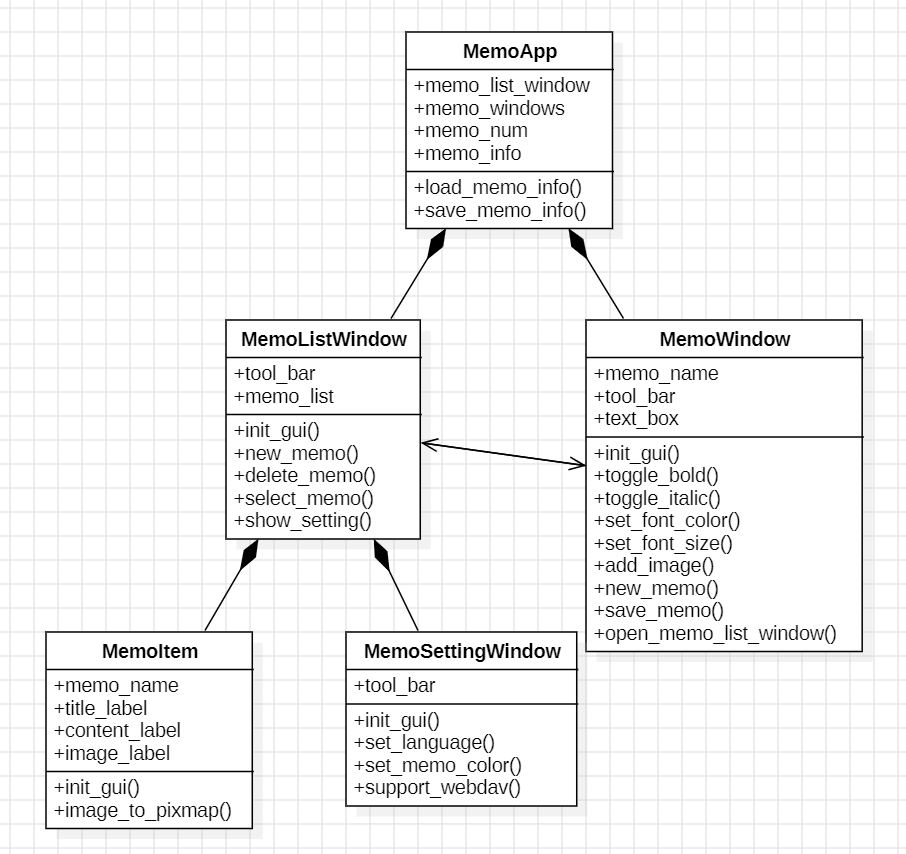 MemoApp
+memo_list_window
+memo_windows
+memo_num
+memo_info
+load_memo_info()
+save_memo_info()
MemoListWindow
+tool_bar
+memo_list
+init_gui()
+new_memo()
+delete_memo()
+select_memo()
+show_setting()
MemoWindow
+memo_name
+tool_bar
+text_box
+init_gui()
+toggle_bold()
+toggle_italic()
+set_font_color()
+set_font_size()
+add_image()
+new_memo()
+save_memo()
+open_memo_list_window()
MemoItem
+memo_name
+title_label
+content_label
+image_label
+init_gui()
+image_to_pixmap()
MemoSettingWindow
+tool_bar
+init_gui()
+set_language()
+set_memo_color()
+support_webdav()